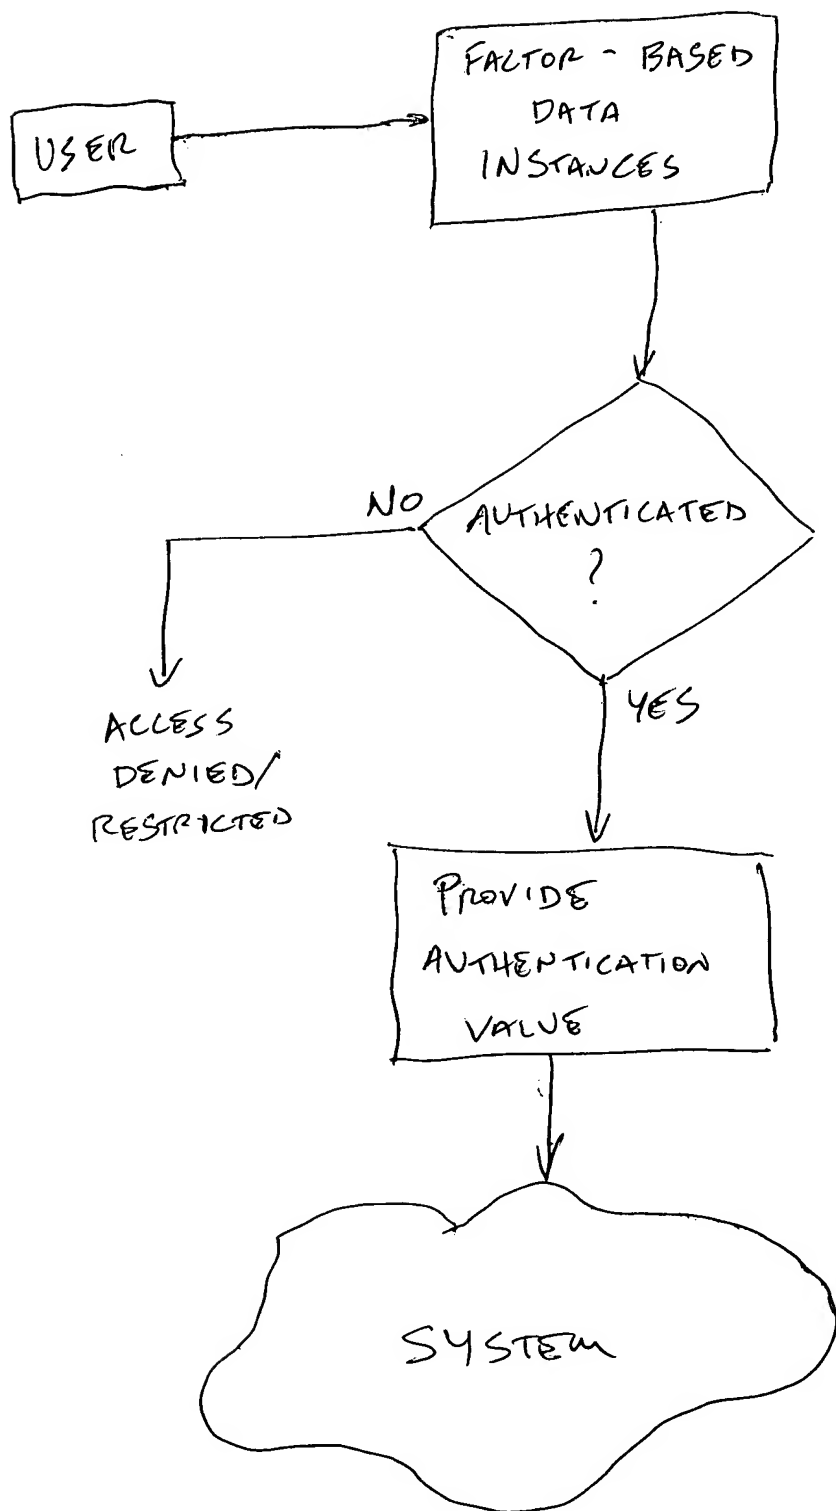 USER
FACTOR - BASED
DATA
INSTANCES
AUTHENTICATED
?
NO
YES
ACCESS
DENIED/
RESTRICTED
PROVIDE
AUTHENTICATION
VALUE
SYSTEM